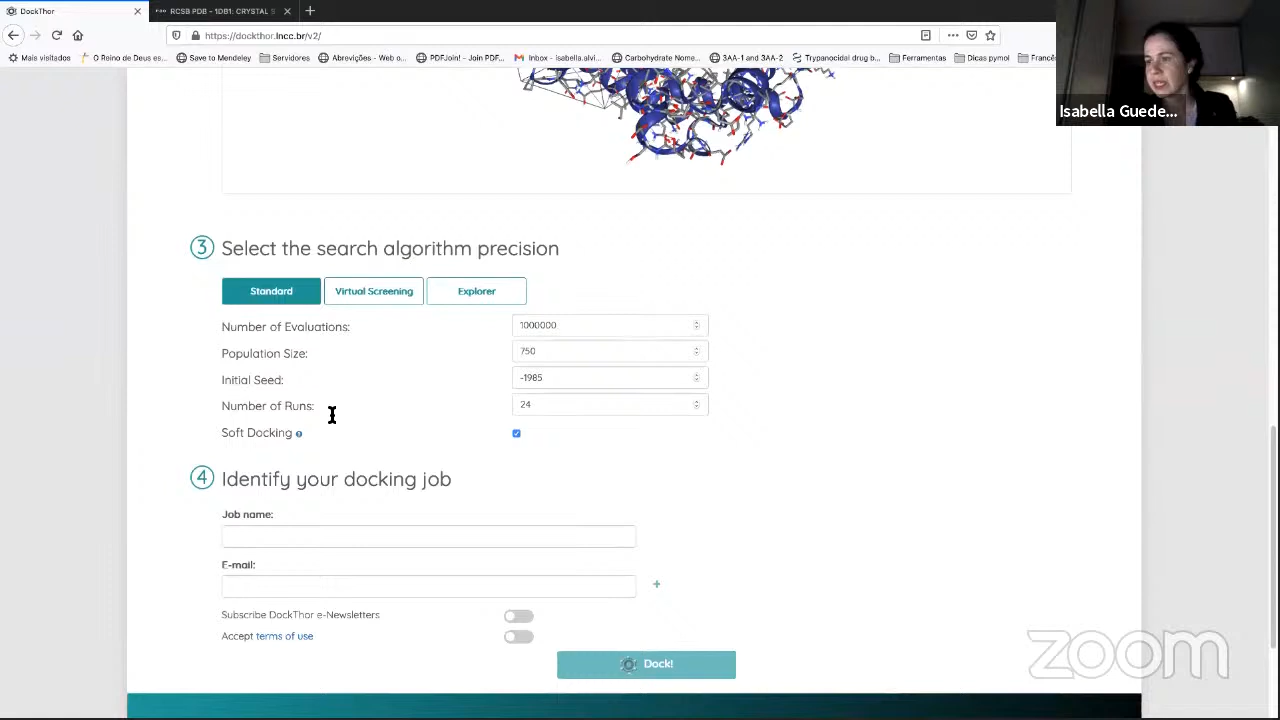 DockThor
RCSB PDB - 1DB1: CRYSTAL S
https://dockthor.lncc.br/v2/
Mais visitados
O Reino de Deus es...
Save to Mendeley
Servidores
Abrevições - Web o...
PDFJoin! - Join PDF...
Inbox - isabella.alvi...
Carbohydrate Nome...
3AA-1 and 3AA-2
Trypanocidal drug b...
Ferramentas
Dicas pymol
Francês
Isabella Guede...
3 Select the search algorithm precision
Standard
Virtual Screening
Explorer
Number of Evaluations: 1000000
Population Size: 750
Initial Seed: -1985
Number of Runs: 24
Soft Docking
4 Identify your docking job
Job name:
E-mail:
Subscribe DockThor e-Newsletters
Accept terms of use
Dock!
zoom